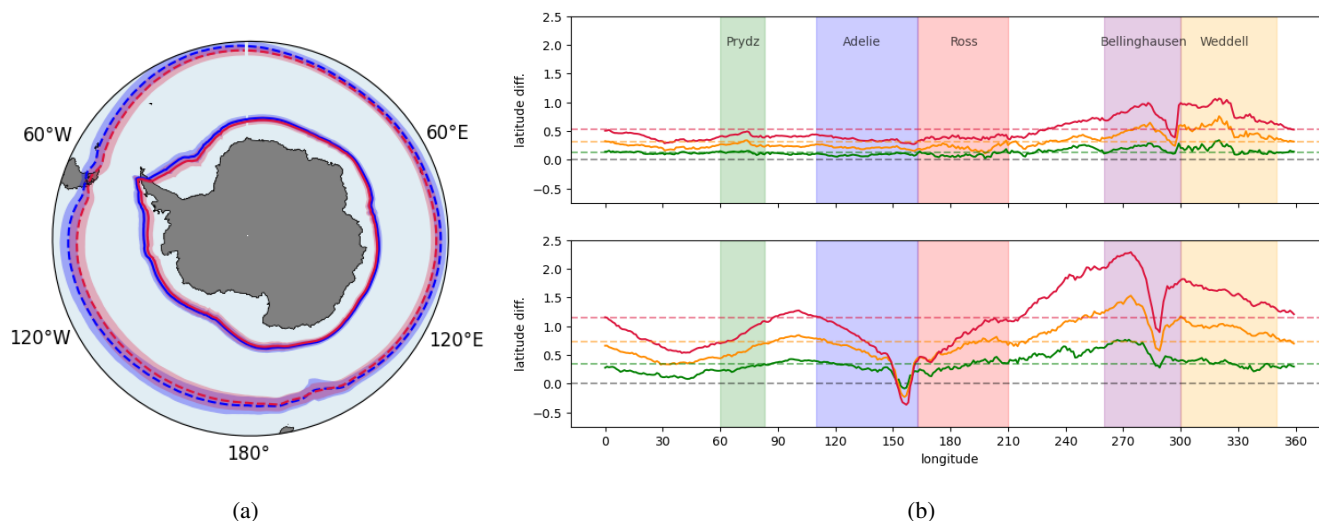 60°W
60°E
120°W
120°E
180°
(a)
2.5
2.0
1.5
1.0
0.5
0.0
−0.5
latitude diff.
Prydz
Adelie
Ross
Bellinghausen
Weddell
2.5
2.0
1.5
1.0
0.5
0.0
−0.5
latitude diff.
0 30 60 90 120 150 180 210 240 270 300 330 360
longitude
(b)